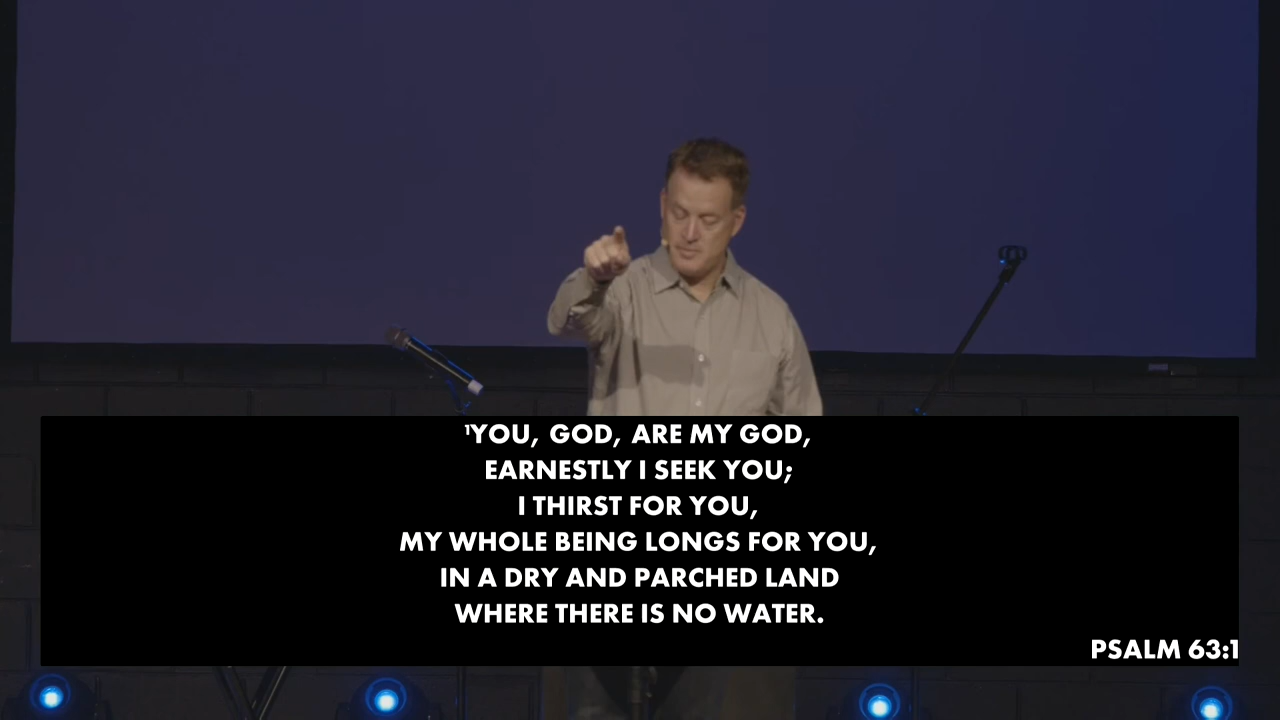 ¹YOU, GOD, ARE MY GOD,
EARNESTLY I SEEK YOU;
I THIRST FOR YOU,
MY WHOLE BEING LONGS FOR YOU,
IN A DRY AND PARCHED LAND
WHERE THERE IS NO WATER.
PSALM 63:1